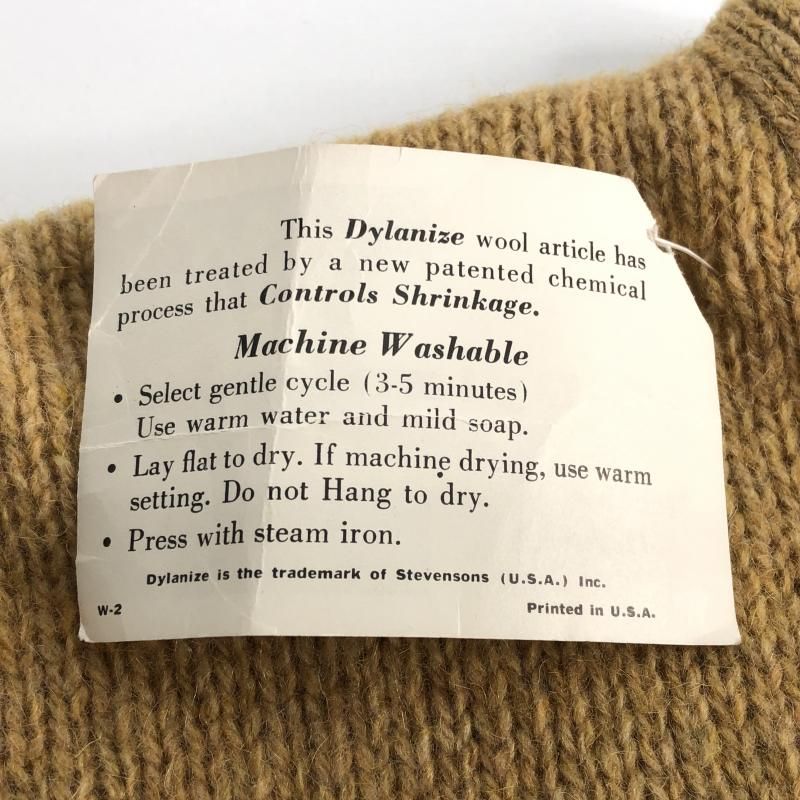 This Dylanize wool article has
been treated by a new patented chemical
process that Controls Shrinkage.
Machine Washable
• Select gentle cycle (3-5 minutes)
Use warm water and mild soap.
• Lay flat to dry. If machine drying, use warm
setting. Do not Hang to dry.
• Press with steam iron.
Dylanize is the trademark of Stevensons (U.S.A.) Inc.
W-2 Printed in U.S.A.